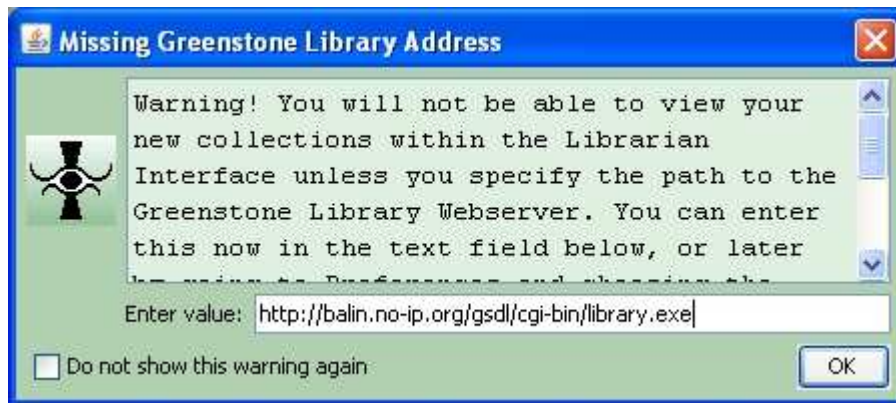 Missing Greenstone Library Address
Warning! You will not be able to view your
new collections within the Librarian
Interface unless you specify the path to the
Greenstone Library Webserver. You can enter
this now in the text field below, or later
Enter value: http://balin.no-ip.org/gsdl/cgi-bin/library.exe
Do not show this warning again
OK